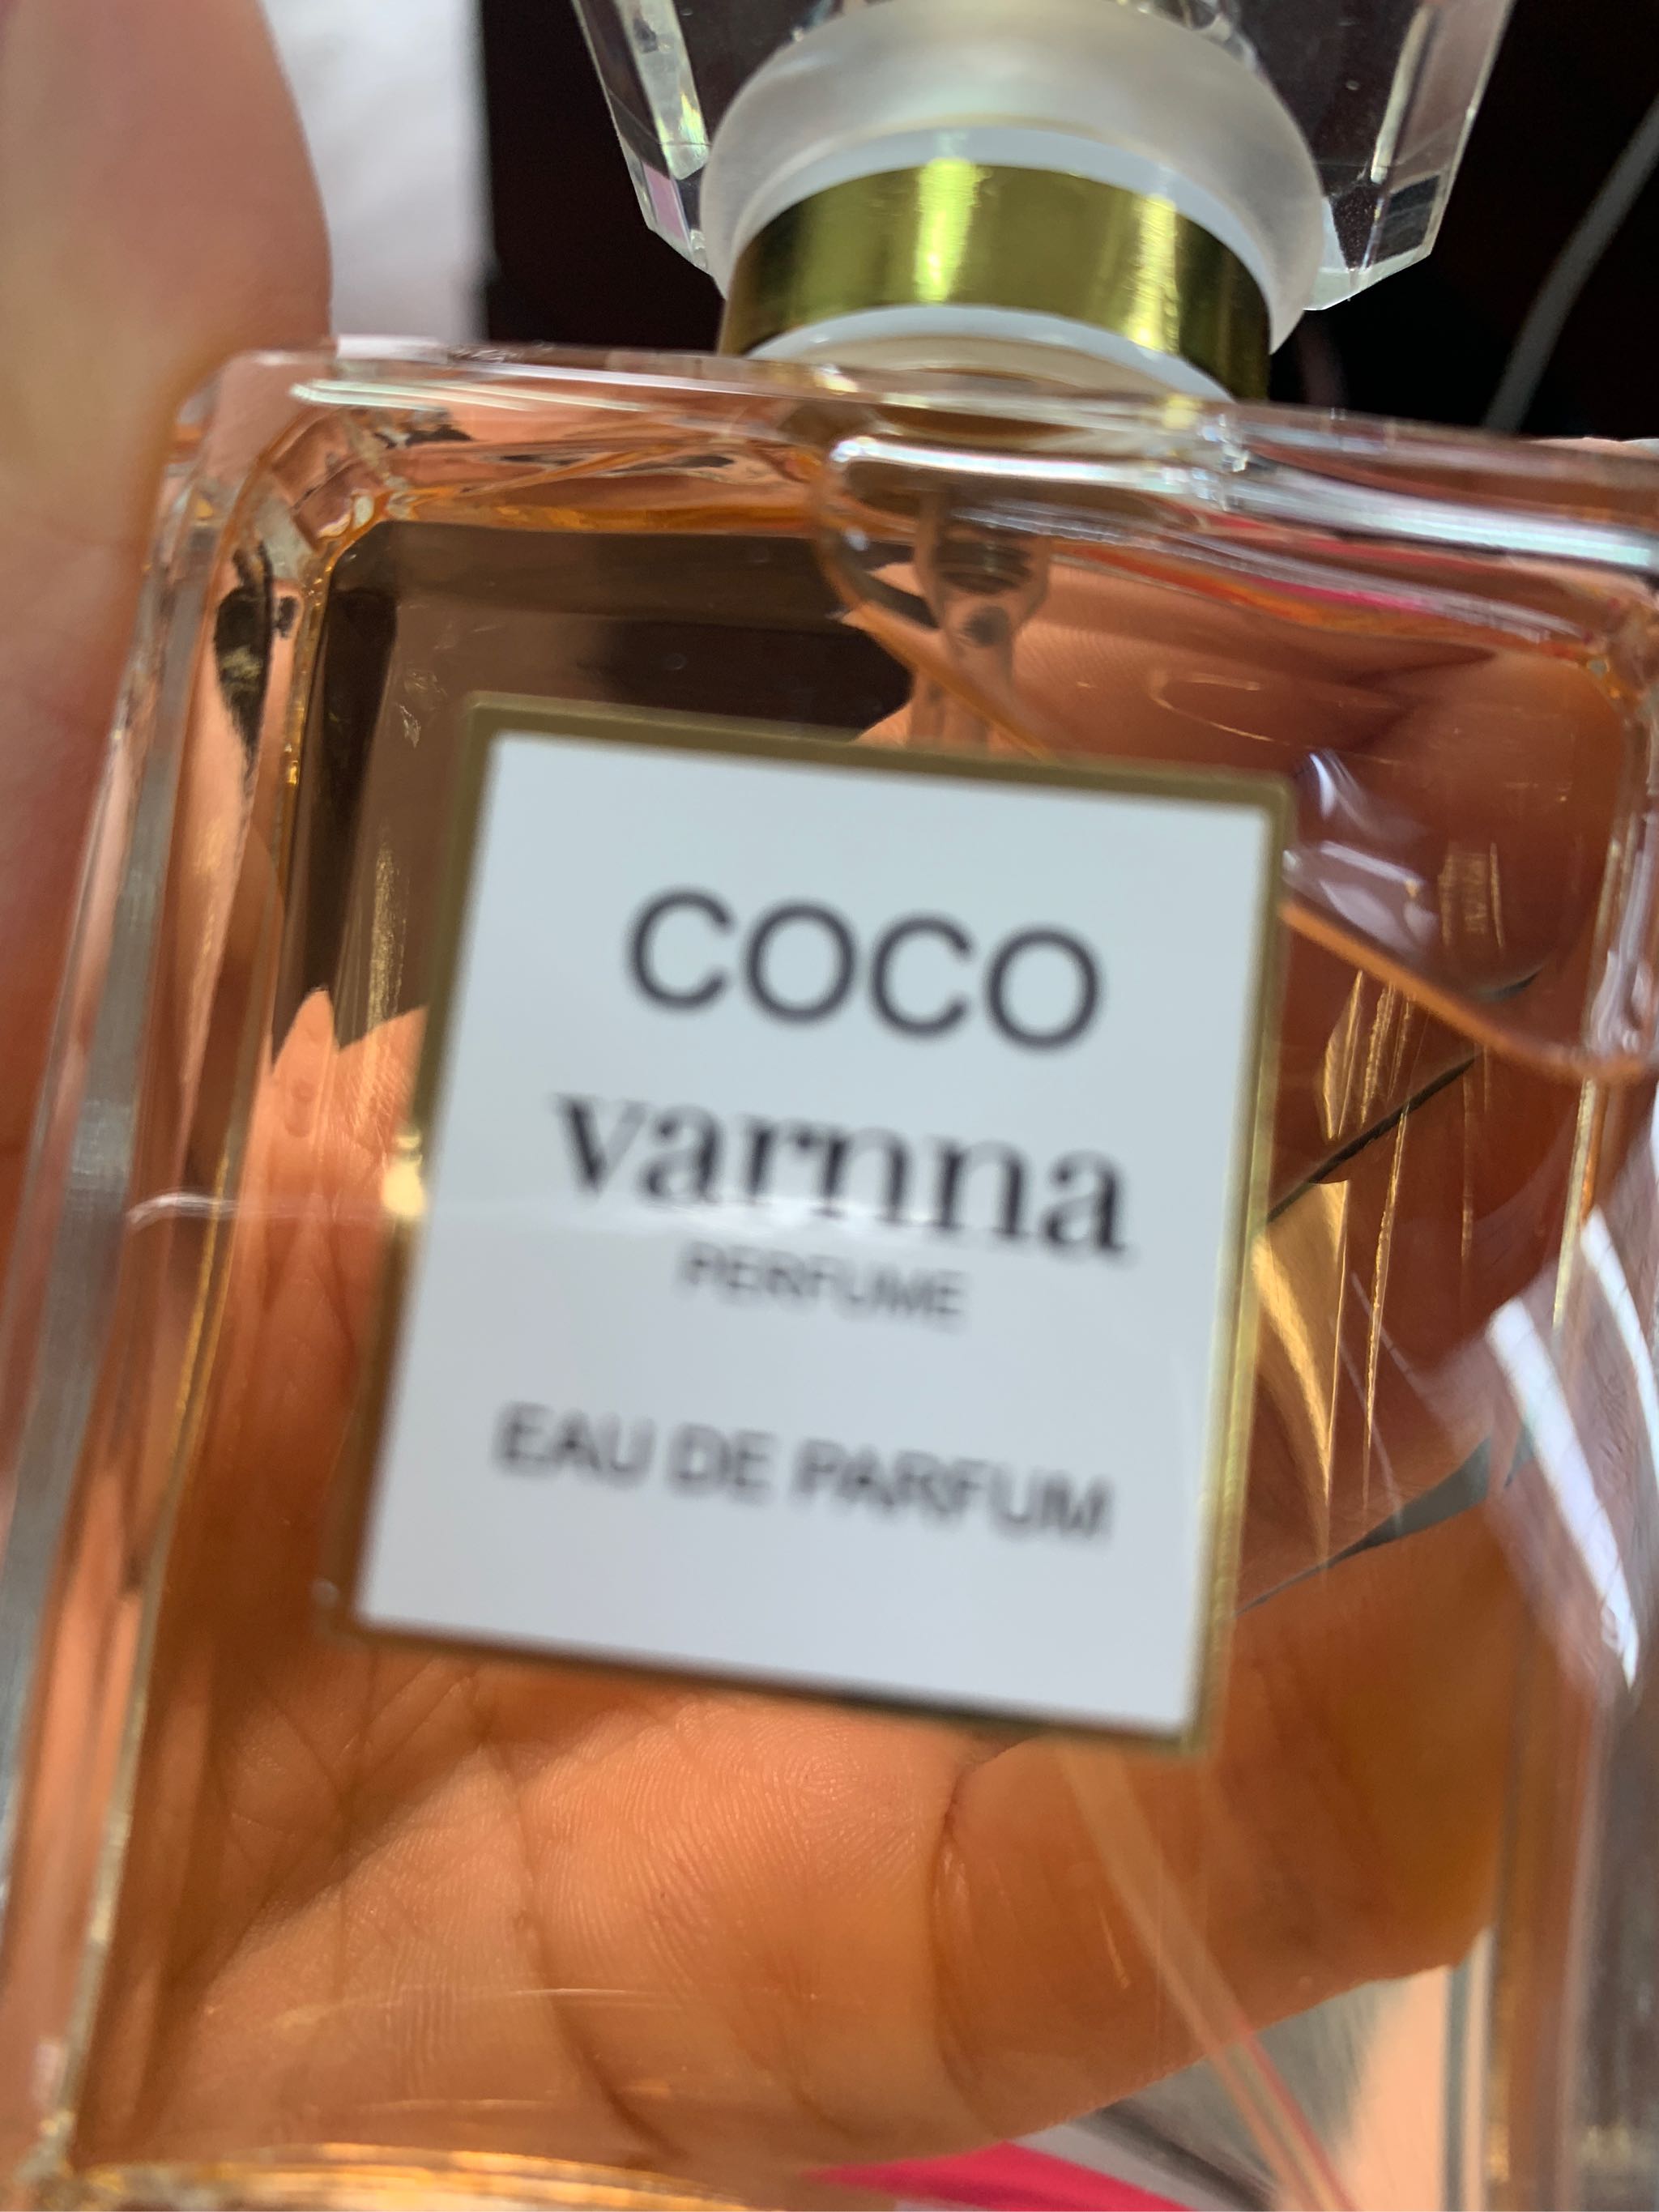 COCO
varnna
PERFUME
EAU DE PARFUM